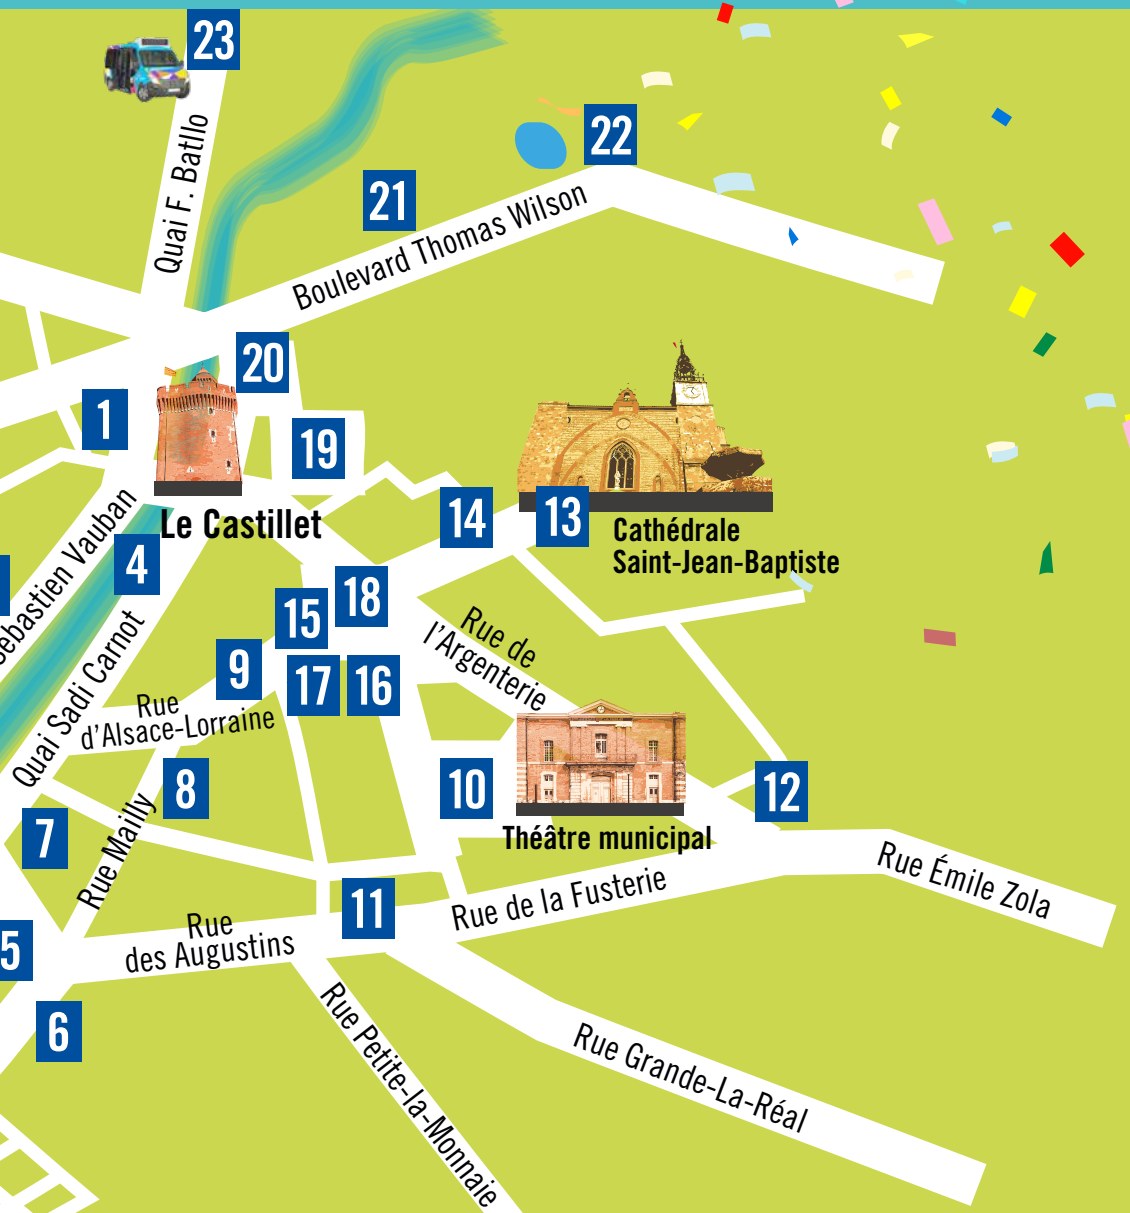 23
Quai F. Batllo
22
21
Boulevard Thomas Wilson
20
1
19
14
13
Le Castillet
Cathédrale
Saint-Jean-Baptiste
Sébastien Vauban
4
18
15
Rue de
l'Argenterie
9
17
16
Quai Sadi Carnot
Rue
d'Alsace-Lorraine
8
10
12
7
Rue Mailly
Théâtre municipal
Rue Émile Zola
11
Rue de la Fusterie
Rue
des Augustins
5
6
Rue Petite-la-Monnaie
Rue Grande-La-Réal